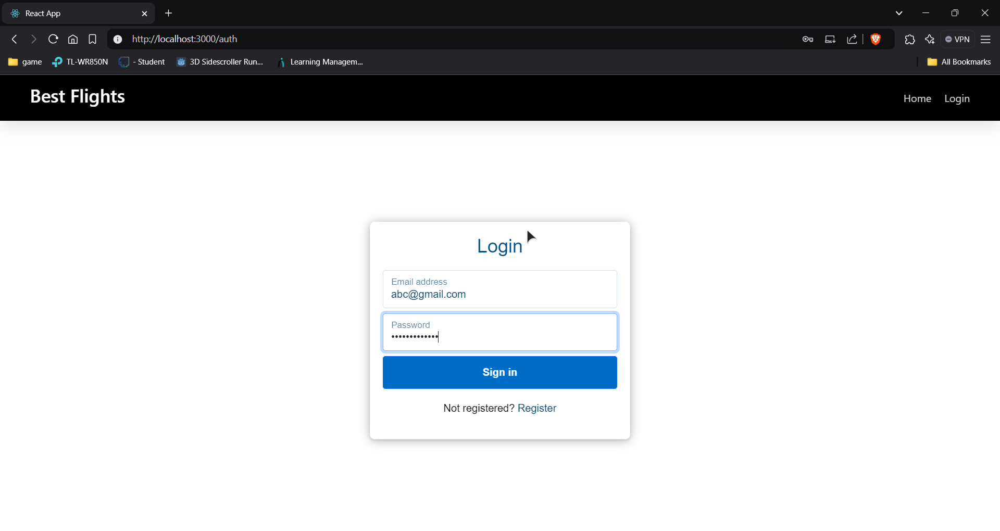 React App
http://localhost:3000/auth
VPN
game
TL-WR850N
- Student
3D Sidescroller Run...
Learning Managem...
All Bookmarks
Best Flights
Home
Login
Login
Email address
abc@gmail.com
Password
•••••••••••••
Sign in
Not registered? Register